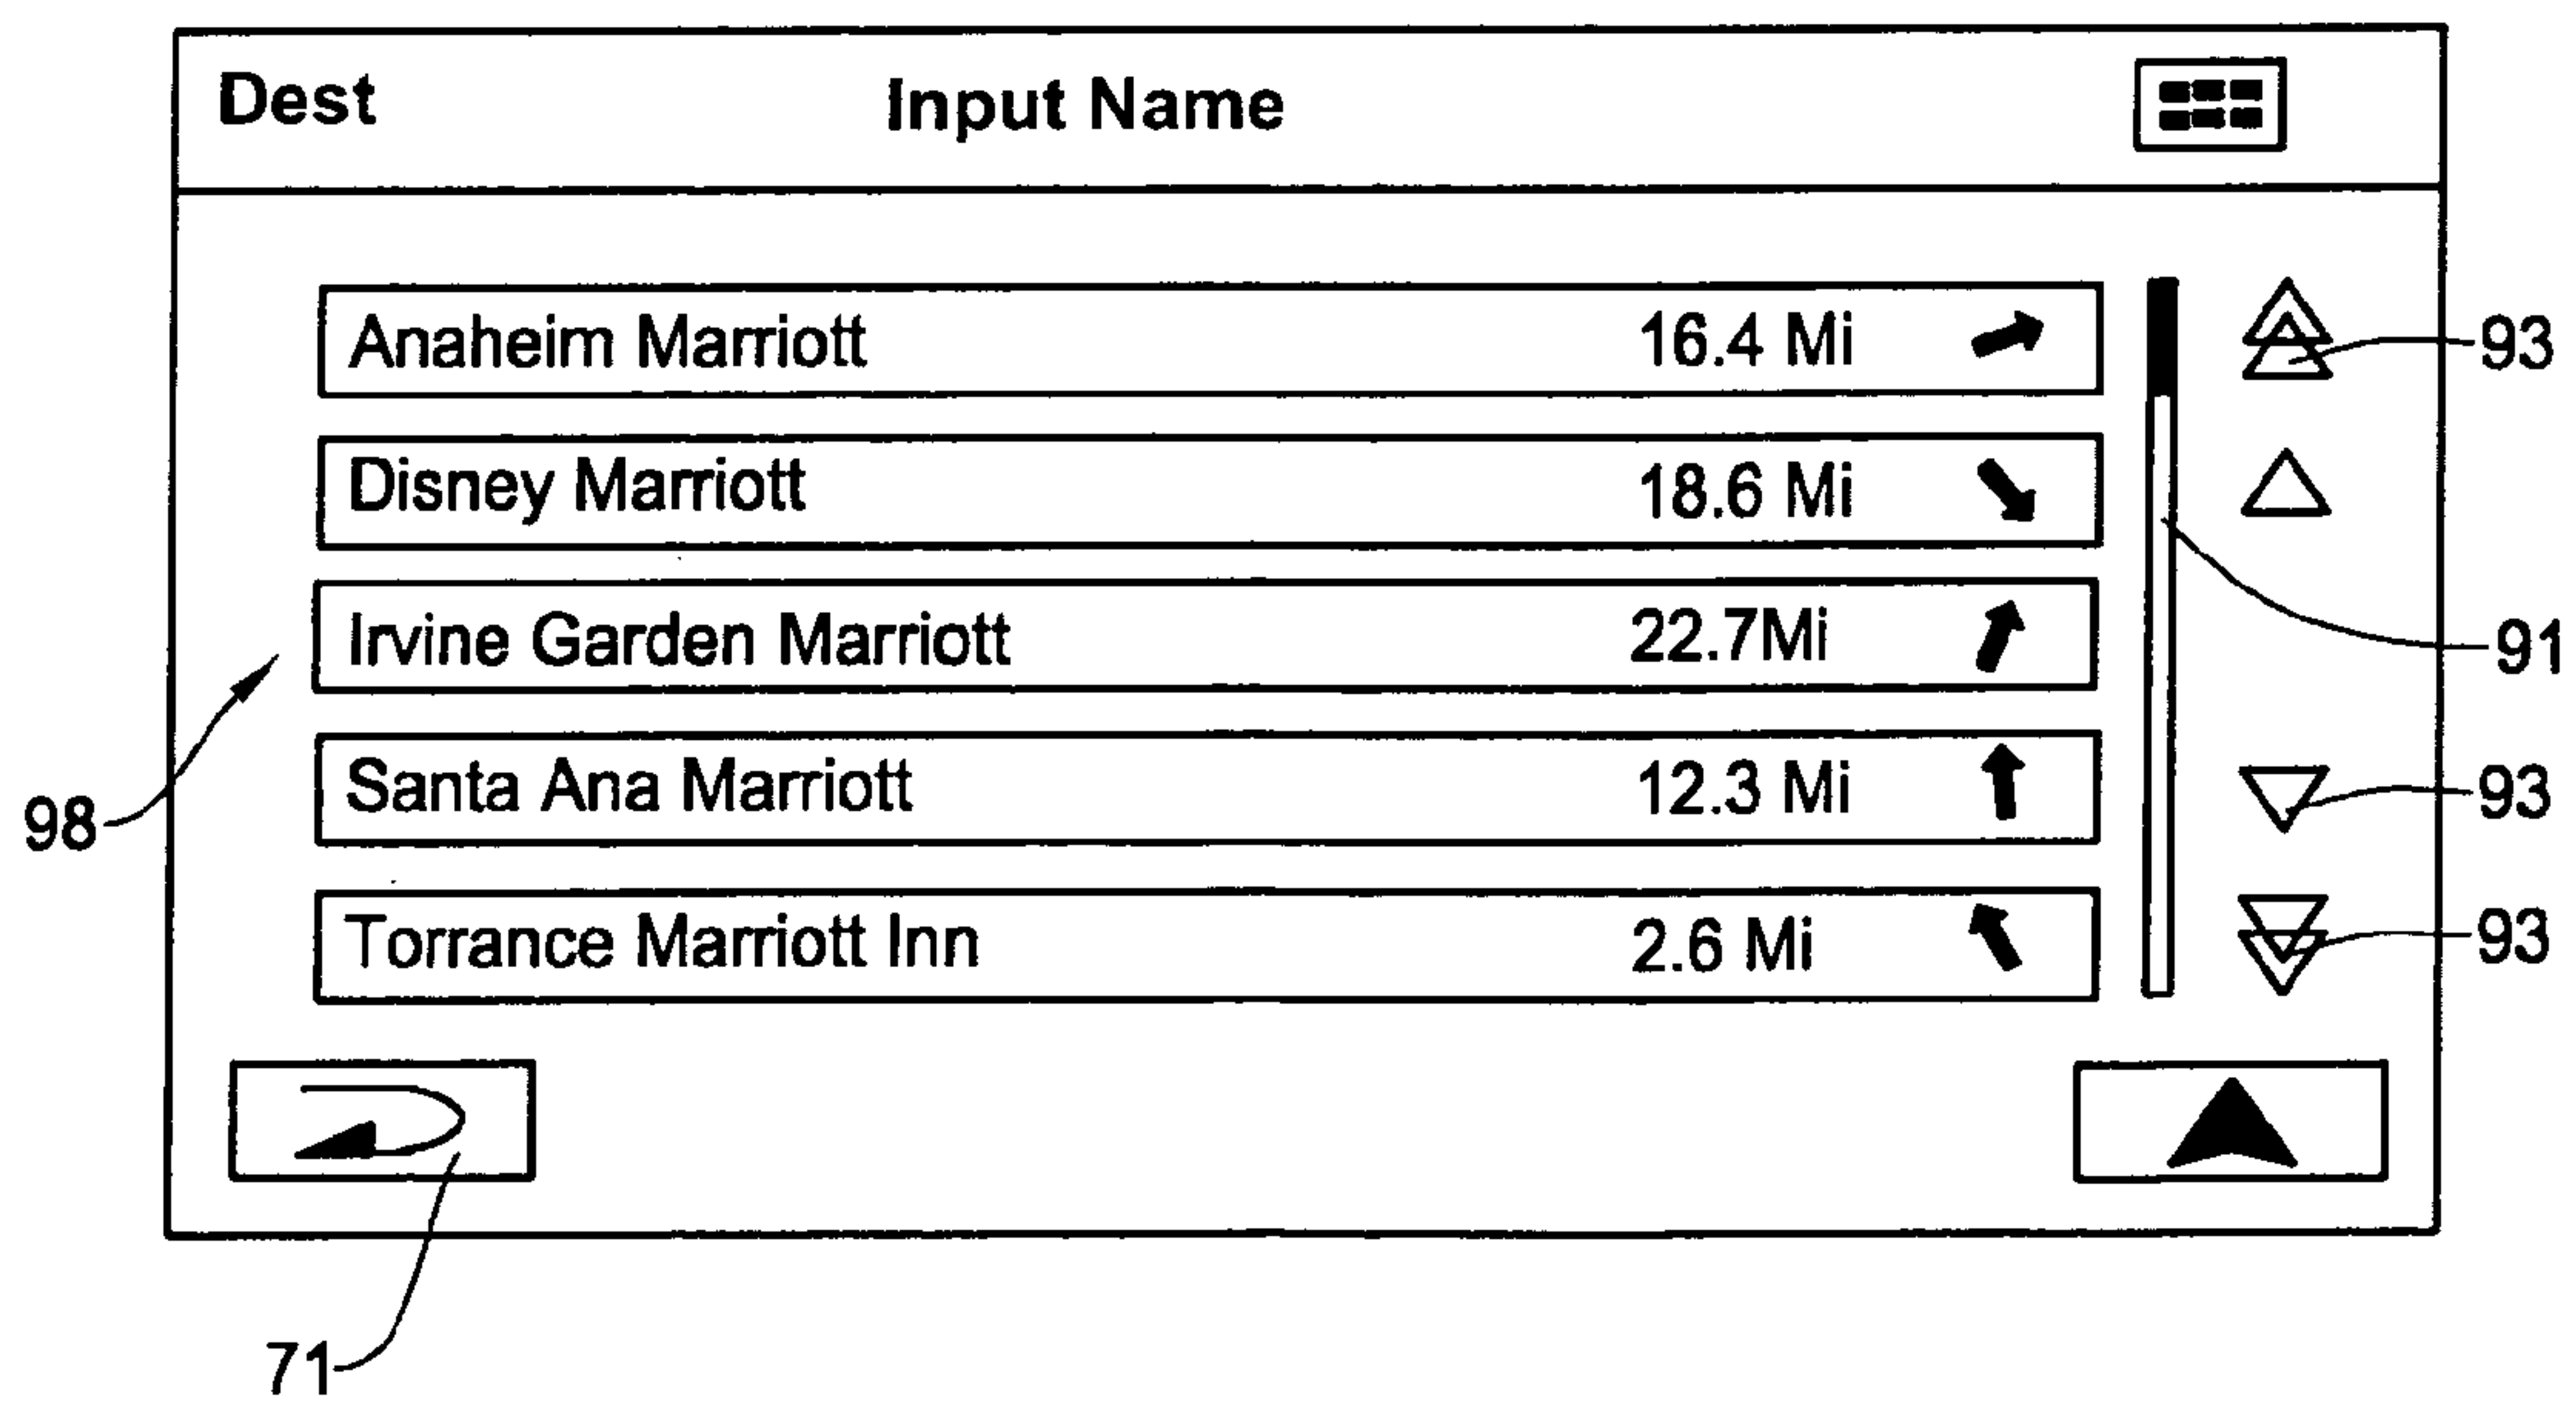 Dest Input Name
Anaheim Marriott 16.4 Mi
93
Disney Marriott 18.6 Mi
Irvine Garden Marriott 22.7Mi
91
Santa Ana Marriott 12.3 Mi
93
98
Torrance Marriott Inn 2.6 Mi
93
71